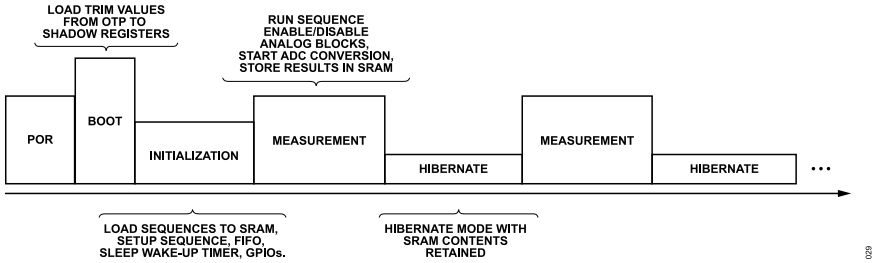 LOAD TRIM VALUES
FROM OTP TO
SHADOW REGISTERS
RUN SEQUENCE
ENABLE/DISABLE
ANALOG BLOCKS,
START ADC CONVERSION,
STORE RESULTS IN SRAM
POR
BOOT
INITIALIZATION
MEASUREMENT
HIBERNATE
MEASUREMENT
HIBERNATE
...
LOAD SEQUENCES TO SRAM,
SETUP SEQUENCE, FIFO,
SLEEP WAKE-UP TIMER, GPIOs.
HIBERNATE MODE WITH
SRAM CONTENTS
RETAINED
029